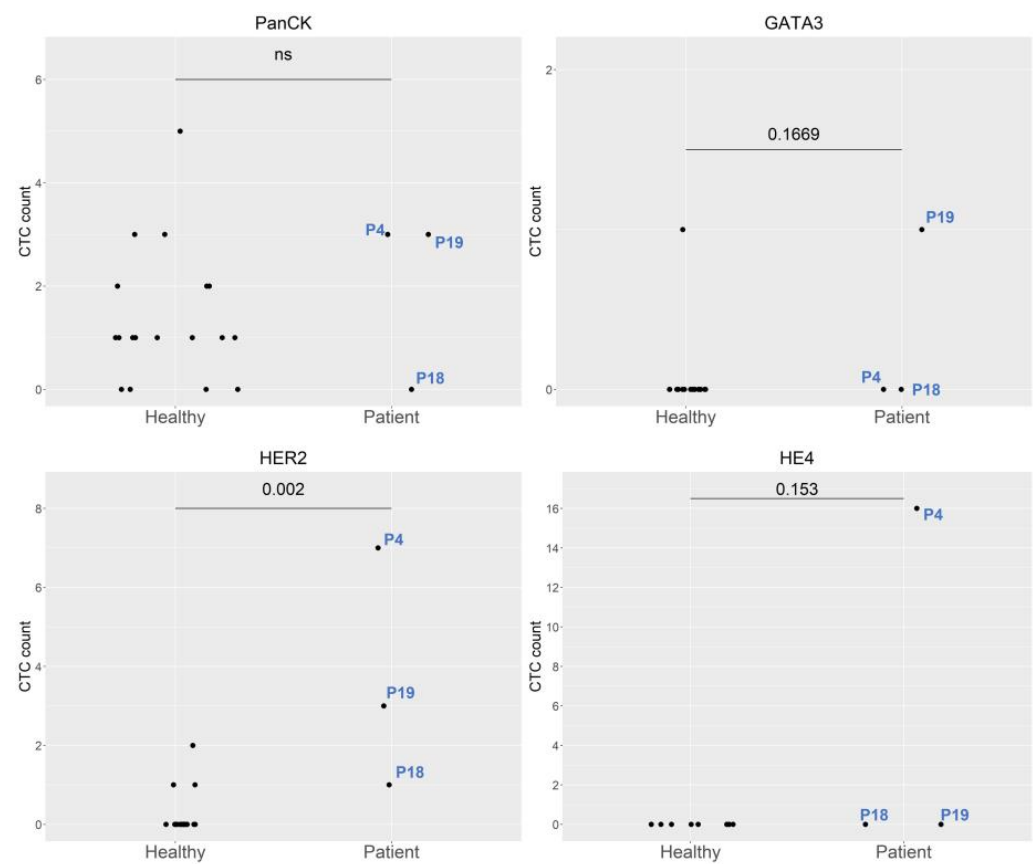 PanCK
ns
6
4
2
0
CTC count
P4
P19
P18
Healthy
Patient
GATA3
0.1669
2
0
CTC count
P19
P4
P18
Healthy
Patient
HER2
0.002
8
6
4
2
0
CTC count
P4
P19
P18
Healthy
Patient
HE4
0.153
16
14
12
10
8
6
4
2
0
CTC count
P4
P18
P19
Healthy
Patient